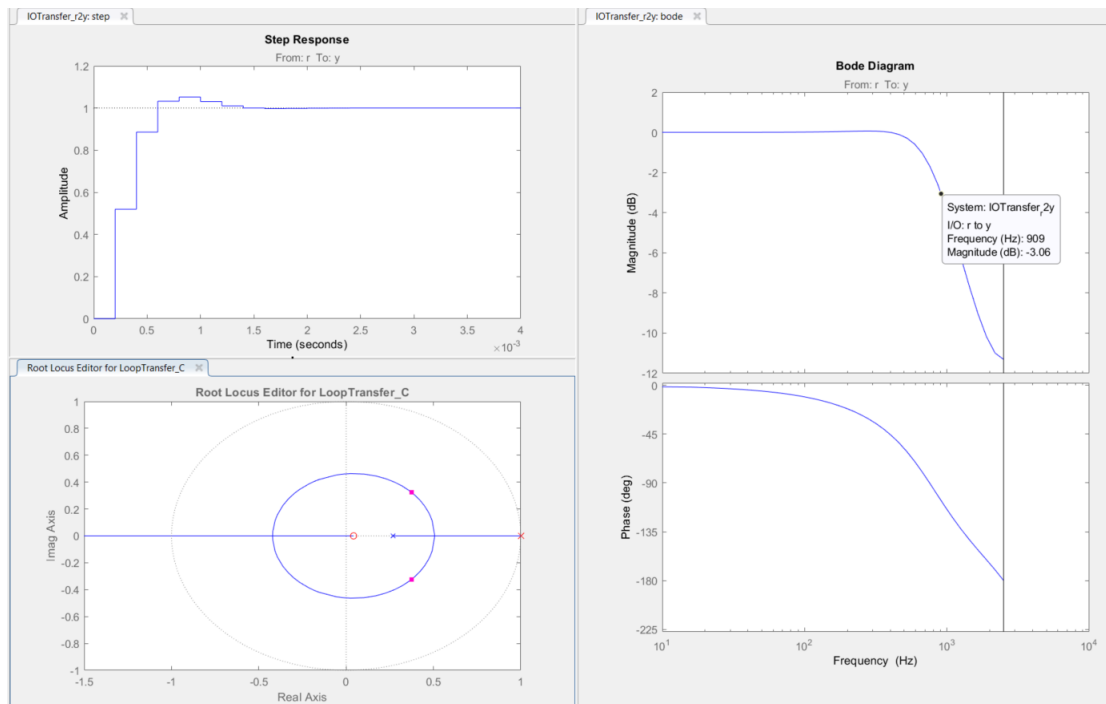 IOTransfer_r2y: step
Step Response
From: r To: y
1.2
1
0.8
0.6
0.4
0.2
0
Amplitude
0
0.5
1
1.5
2
2.5
3
3.5
4
×10⁻³
Time (seconds)
Root Locus Editor for LoopTransfer_C
Root Locus Editor for LoopTransfer_C
1
0.8
0.6
0.4
0.2
0
-0.2
-0.4
-0.6
-0.8
-1
Imag Axis
-1.5
-1
-0.5
0
0.5
1
Real Axis
IOTransfer_r2y: bode
Bode Diagram
From: r To: y
2
0
-2
-4
-6
-8
-10
-12
Magnitude (dB)
System: IOTransfer_r2y
I/O: r to y
Frequency (Hz): 909
Magnitude (dB): -3.06
0
-45
-90
-135
-180
-225
Phase (deg)
10¹
10²
10³
10⁴
Frequency (Hz)